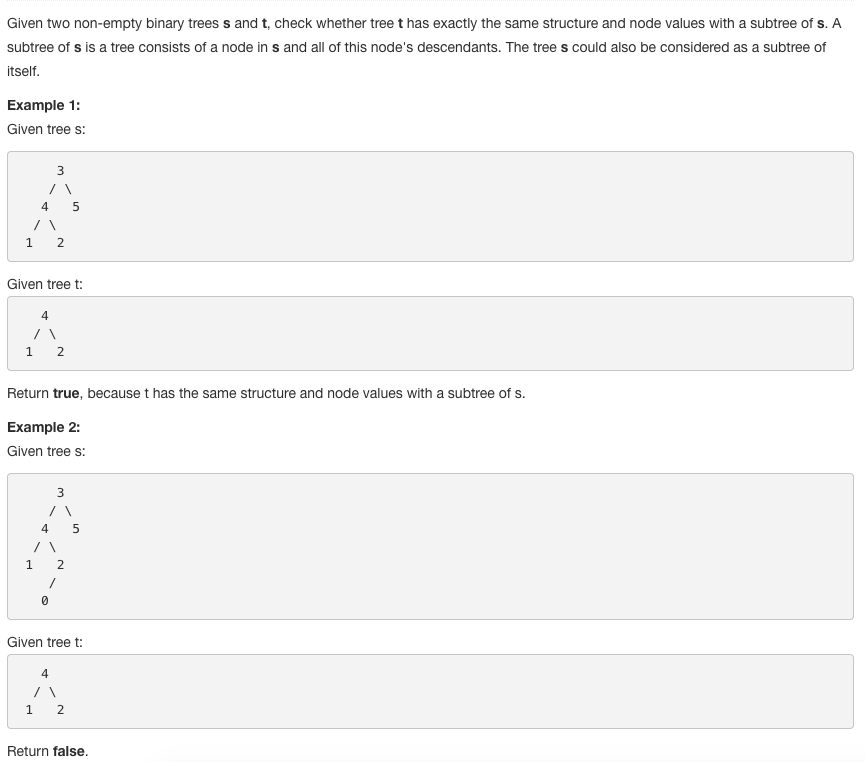 Given two non-empty binary trees s and t, check whether tree t has exactly the same structure and node values with a subtree of s. A
subtree of s is a tree consists of a node in s and all of this node's descendants. The tree s could also be considered as a subtree of
itself.
Example 1:
Given tree s:
     3
    / \
   4   5
  / \
 1   2
Given tree t:
   4
  / \
 1   2
Return true, because t has the same structure and node values with a subtree of s.
Example 2:
Given tree s:
     3
    / \
   4   5
  / \
 1   2
    /
   0
Given tree t:
   4
  / \
 1   2
Return false.